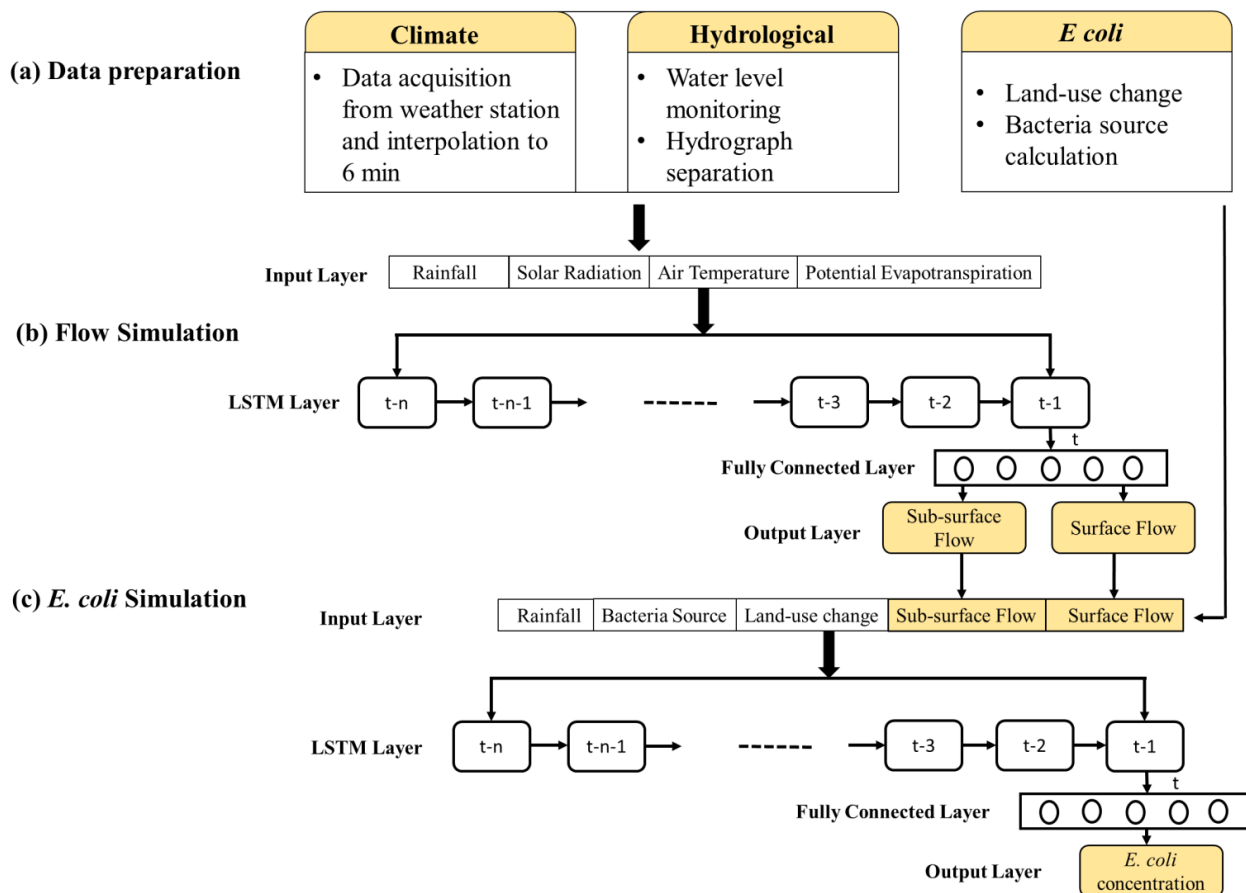 (a) Data preparation
Climate
• Data acquisition
from weather station
and interpolation to
6 min
Hydrological
• Water level
monitoring
• Hydrograph
separation
E coli
• Land-use change
• Bacteria source
calculation
Input Layer
Rainfall
Solar Radiation
Air Temperature
Potential Evapotranspiration
(b) Flow Simulation
LSTM Layer
t-n
t-n-1
t-3
t-2
t-1
t
Fully Connected Layer
Output Layer
Sub-surface
Flow
Surface Flow
(c) E. coli Simulation
Input Layer
Rainfall
Bacteria Source
Land-use change
Sub-surface Flow
Surface Flow
LSTM Layer
t-n
t-n-1
t-3
t-2
t-1
t
Fully Connected Layer
Output Layer
E. coli
concentration